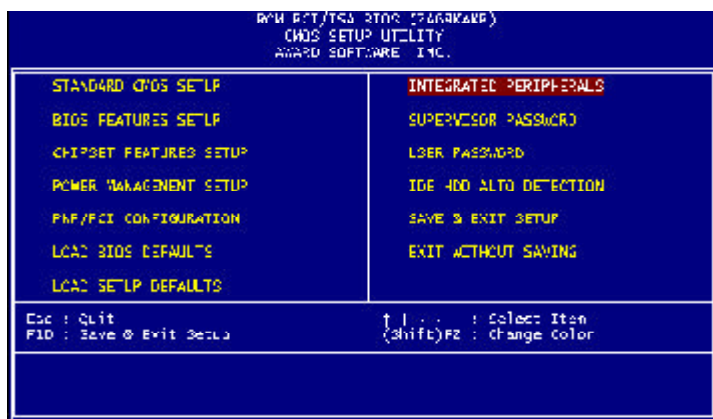 ROM PCI/ISA BIOS
CMOS SETUP UTILITY
AWARD SOFTWARE INC.
STANDARD CMOS SETUP
BIOS FEATURES SETUP
CHIPSET FEATURES SETUP
POWER MANAGEMENT SETUP
PNP/PCI CONFIGURATION
LOAD BIOS DEFAULTS
LOAD SETUP DEFAULTS
INTEGRATED PERIPHERALS
SUPERVISOR PASSWORD
USER PASSWORD
IDE HDD AUTO DETECTION
SAVE & EXIT SETUP
EXIT WITHOUT SAVING
Esc : Quit
F10 : Save & Exit Setup
: Select Item
(Shift)F2 : Change Color